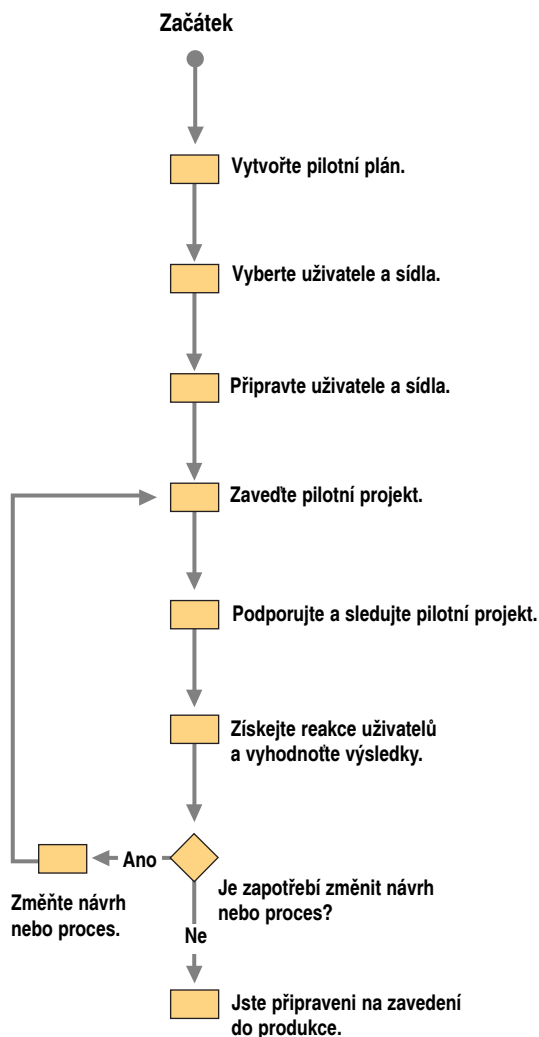 Začátek
Vytvořte pilotní plán.
Vyberte uživatele a sídla.
Připravte uživatele a sídla.
Zaveďte pilotní projekt.
Podporujte a sledujte pilotní projekt.
Získejte reakce uživatelů
a vyhodnoťte výsledky.
Ano
Je zapotřebí změnit návrh
nebo proces?
Změňte návrh
nebo proces.
Ne
Jste připraveni na zavedení
do produkce.